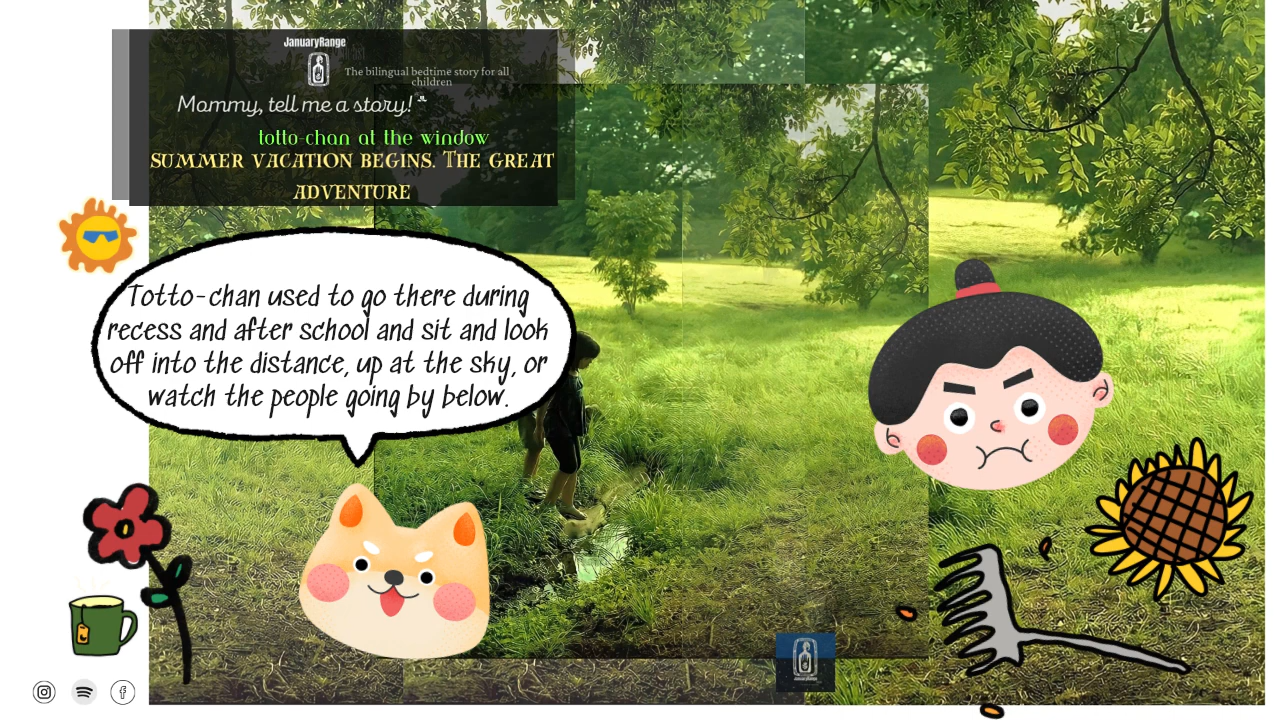 JanuaryRange
The bilingual bedtime story for all
children
Mommy, tell me a story!
totto-chan at the window
SUMMER VACATION BEGINS. THE GREAT
ADVENTURE
Totto-chan used to go there during
recess and after school and sit and look
off into the distance, up at the sky, or
watch the people going by below.